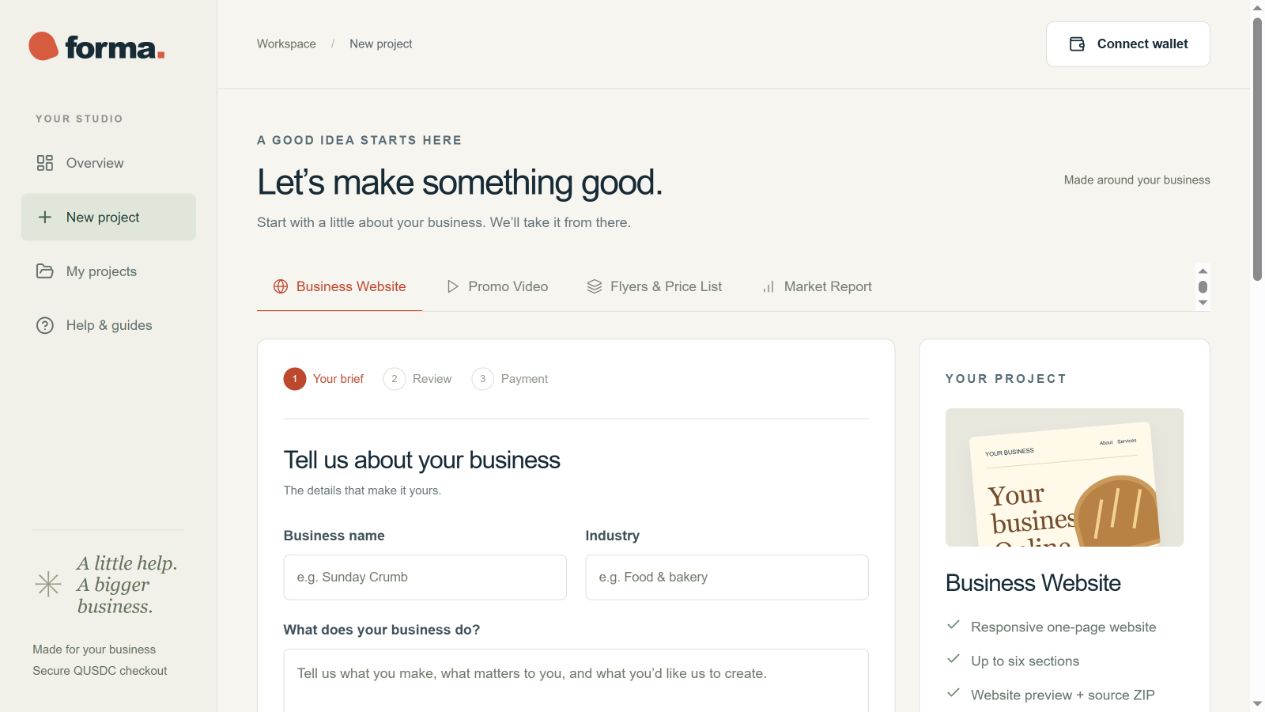 forma.
YOUR STUDIO
Overview
New project
My projects
Help & guides
A little help.
A bigger
business.
Made for your business
Secure QUSDC checkout
Workspace / New project
Connect wallet
A GOOD IDEA STARTS HERE
Let’s make something good.
Start with a little about your business. We’ll take it from there.
Made around your business
Business Website
Promo Video
Flyers & Price List
Market Report
1 Your brief
2 Review
3 Payment
Tell us about your business
The details that make it yours.
Business name
e.g. Sunday Crumb
Industry
e.g. Food & bakery
What does your business do?
Tell us what you make, what matters to you, and what you’d like us to create.
YOUR PROJECT
YOUR BUSINESS
About Services
Your
business
Online
Business Website
Responsive one-page website
Up to six sections
Website preview + source ZIP